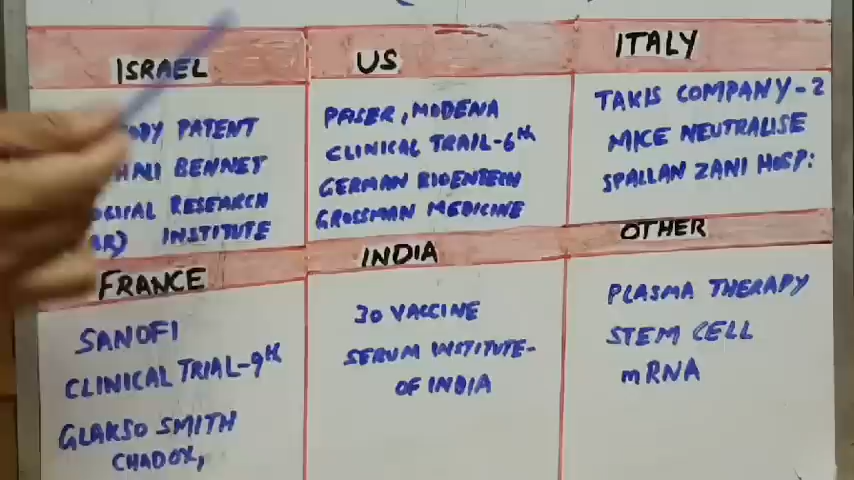 ISRAEL
PATENT
BENNET
RESEARCH
INSTITUTE
US
PFISER, MODENA
CLINICAL TRAIL-6th
GERMAN BIOENTECH
GROSSMAN MEDICINE
ITALY
TAKIS COMPANY-2
MICE NEUTRALISE
SPALLAN ZANI HOSP:
FRANCE
SANOFI
CLINICAL TRIAL-9th
GLAKSO SMITH
CHADOX,
INDIA
30 VACCINE
SERUM INSTITUTE-
OF INDIA
OTHER
PLASMA THERAPY
STEM CELL
mRNA